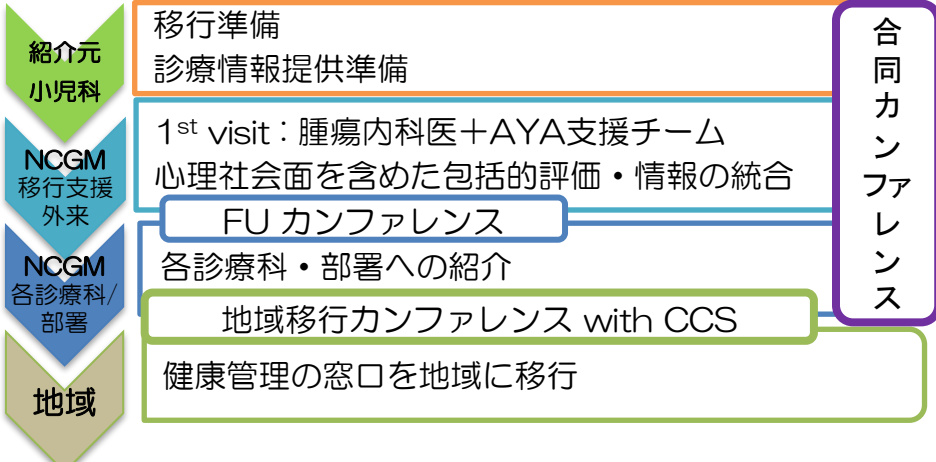 紹介元
小児科
移行準備
診療情報提供準備
NCGM
移行支援
外来
1st visit：腫瘍内科医＋AYA支援チーム
心理社会面を含めた包括的評価・情報の統合
FU カンファレンス
NCGM
各診療科/
部署
各診療科・部署への紹介
地域移行カンファレンス with CCS
地域
健康管理の窓口を地域に移行
合同カンファレンス